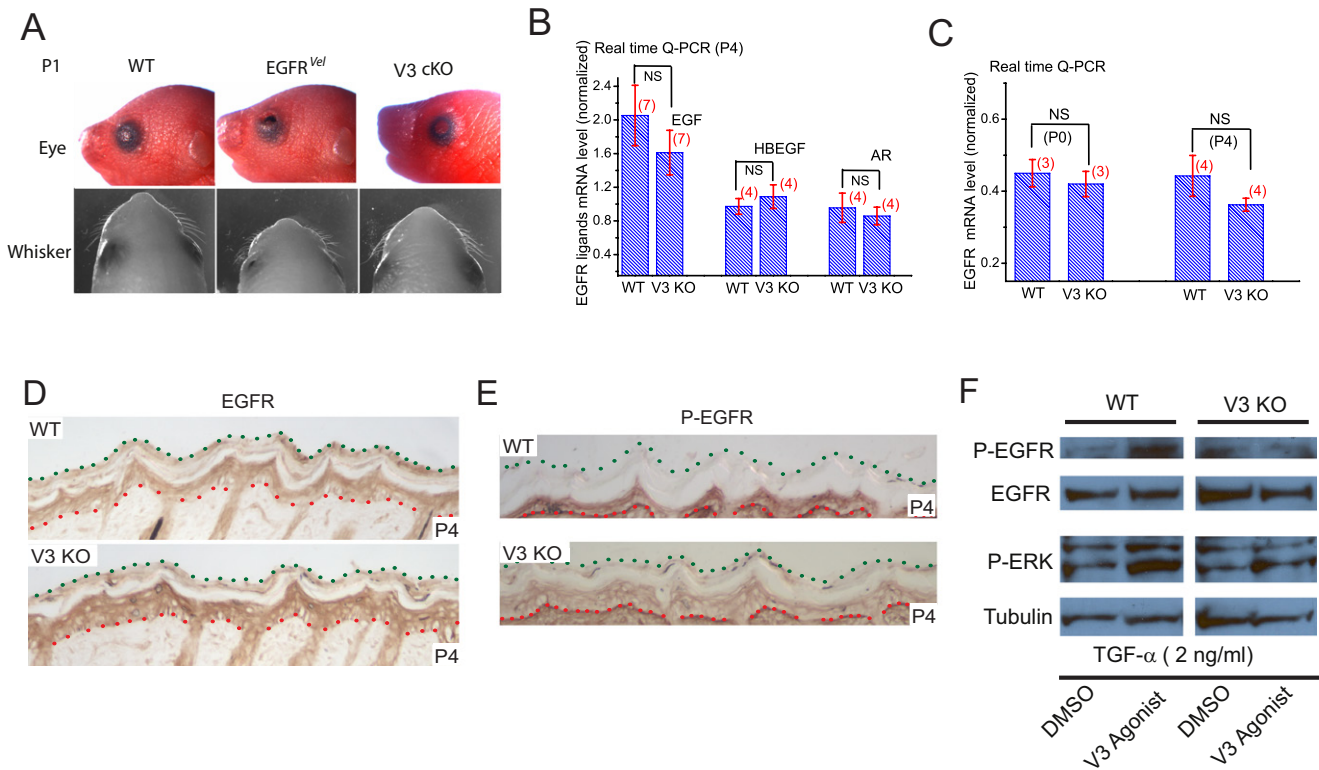 A
P1
WT
EGFR Vel
V3 cKO
Eye
Whisker
B
Real time Q-PCR (P4)
EGFR ligands mRNA level (normalized)
2.4
2.0
1.6
1.2
0.8
0.4
NS
(7)
EGF
(7)
HBEGF
NS
(4)
(4)
AR
NS
(4)
(4)
WT V3 KO
WT V3 KO
WT V3 KO
C
Real time Q-PCR
EGFR mRNA level (normalized)
0.6
0.4
0.2
NS
(P0)
(3)
(3)
NS
(P4)
(4)
(4)
WT V3 KO
WT V3 KO
D
EGFR
WT
P4
V3 KO
P4
E
P-EGFR
WT
P4
V3 KO
P4
F
WT V3 KO
P-EGFR
EGFR
P-ERK
Tubulin
TGF-α ( 2 ng/ml)
DMSO
V3 Agonist
DMSO
V3 Agonist